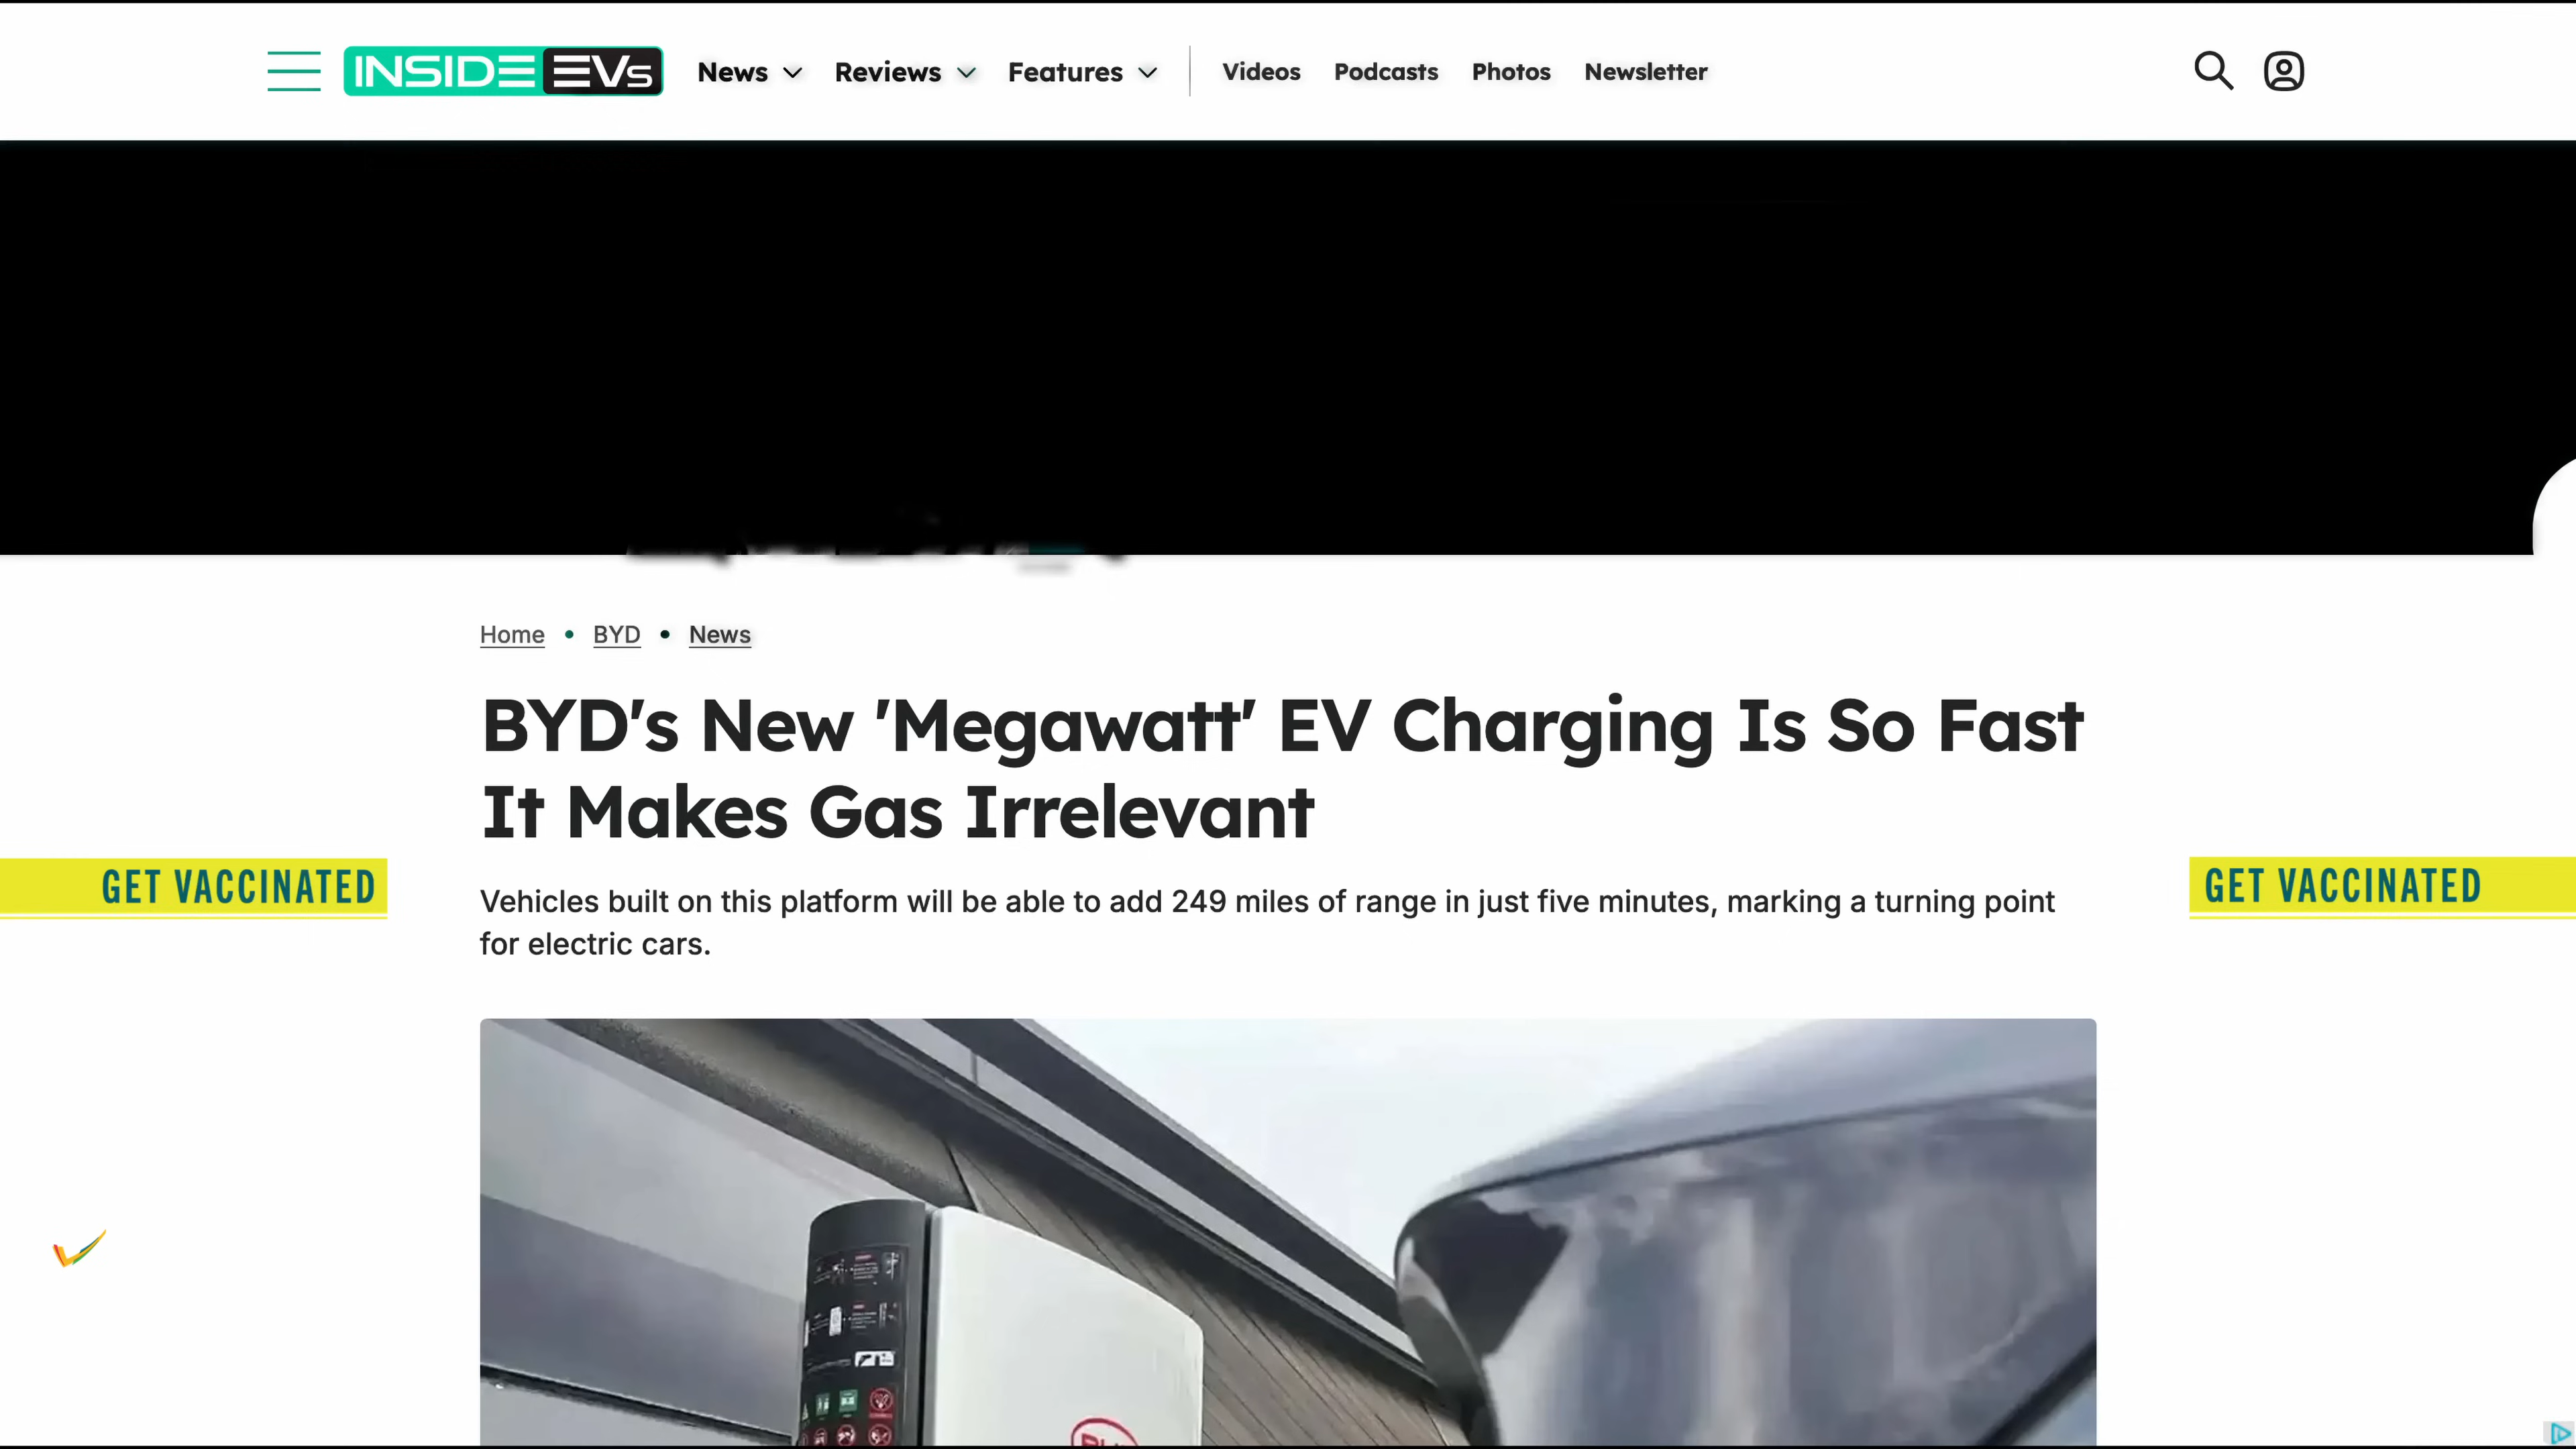 INSIDE EVs News Reviews Features Videos Podcasts Photos Newsletter
Home • BYD • News
BYD's New 'Megawatt' EV Charging Is So Fast
It Makes Gas Irrelevant
GET VACCINATED
GET VACCINATED
Vehicles built on this platform will be able to add 249 miles of range in just five minutes, marking a turning point
for electric cars.